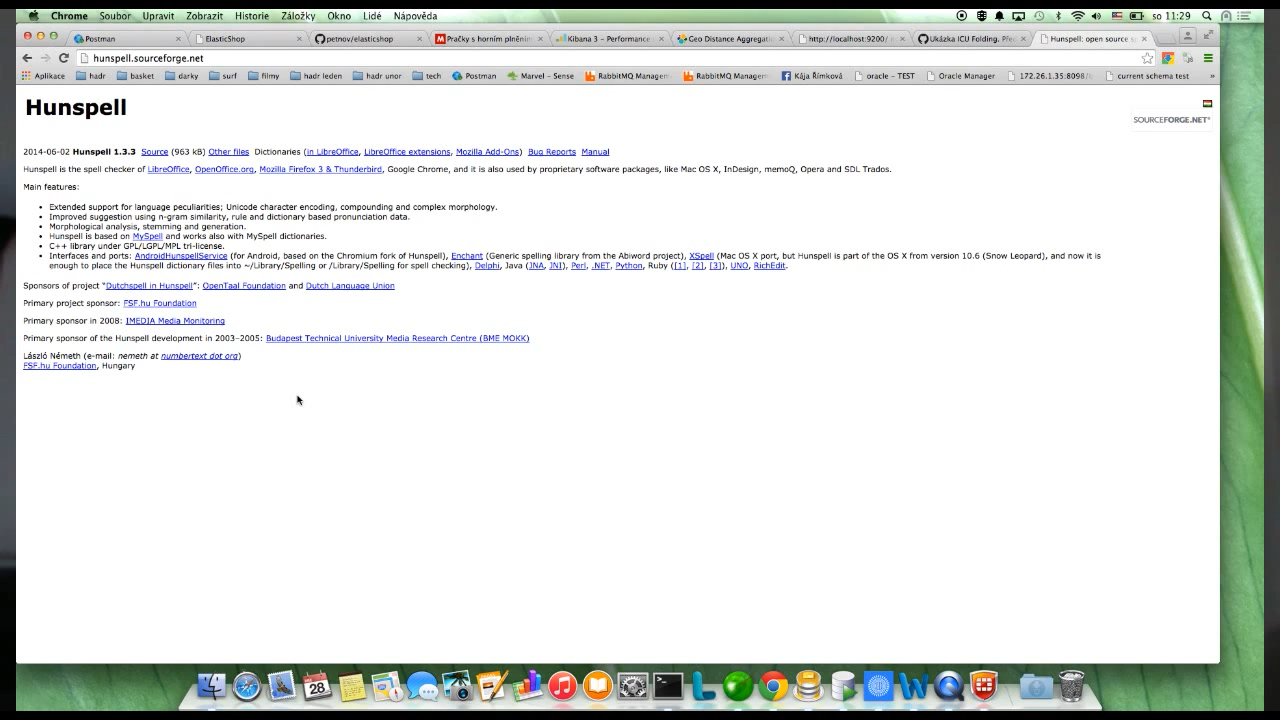 Chrome Soubor Upravit Zobrazit Historie Záložky Okno Lidé Nápověda so 11:29
Postman ElasticShop petnov/elasticshop Pračky s horním plněním Kibana 3 – Performance Geo Distance Aggregati http://localhost:9200/ Ukázka ICU Folding. Pře Hunspell: open source s
hunspell.sourceforge.net
Aplikace hadr basket darky surf filmy hadr leden hadr unor tech Postman Marvel – Sense RabbitMQ Managem RabbitMQ Managem Kája Římková oracle – TEST Oracle Manager 172.26.1.35:8098/ current schema test »
Hunspell
SOURCEFORGE.NET®
2014-06-02 Hunspell 1.3.3 Source (963 kB) Other files Dictionaries (in LibreOffice, LibreOffice extensions, Mozilla Add-Ons) Bug Reports Manual
Hunspell is the spell checker of LibreOffice, OpenOffice.org, Mozilla Firefox 3 & Thunderbird, Google Chrome, and it is also used by proprietary software packages, like Mac OS X, InDesign, memoQ, Opera and SDL Trados.
Main features:
• Extended support for language peculiarities; Unicode character encoding, compounding and complex morphology.
• Improved suggestion using n-gram similarity, rule and dictionary based pronunciation data.
• Morphological analysis, stemming and generation.
• Hunspell is based on MySpell and works also with MySpell dictionaries.
• C++ library under GPL/LGPL/MPL tri-license.
• Interfaces and ports: AndroidHunspellService (for Android, based on the Chromium fork of Hunspell), Enchant (Generic spelling library from the Abiword project), XSpell (Mac OS X port, but Hunspell is part of the OS X from version 10.6 (Snow Leopard), and now it is
enough to place the Hunspell dictionary files into ~/Library/Spelling or /Library/Spelling for spell checking), Delphi, Java (JNA, JNI), Perl, .NET, Python, Ruby ([1], [2], [3]), UNO, RichEdit.
Sponsors of project “Dutchspell in Hunspell”: OpenTaal Foundation and Dutch Language Union
Primary project sponsor: FSF.hu Foundation
Primary sponsor in 2008: IMEDIA Media Monitoring
Primary sponsor of the Hunspell development in 2003–2005: Budapest Technical University Media Research Centre (BME MOKK)
László Németh (e-mail: nemeth at numbertext dot org)
FSF.hu Foundation, Hungary
28